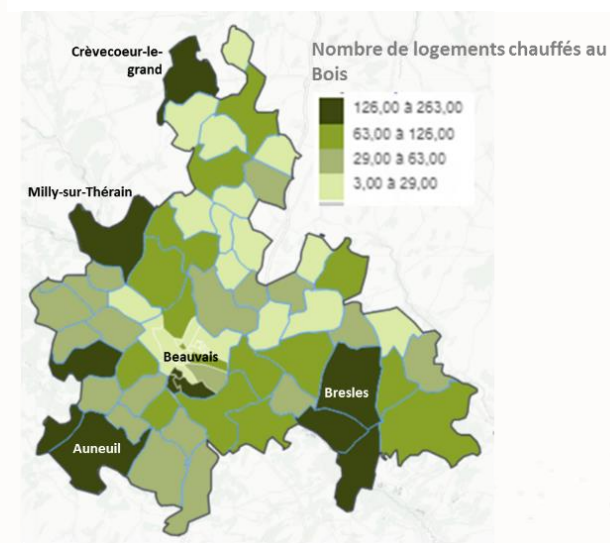 Crèvecoeur-le-
grand
Nombre de logements chauffés au
Bois
126,00 à 263,00
63,00 à 126,00
29,00 à 63,00
3,00 à 29,00
Milly-sur-Thérain
Beauvais
Bresles
Auneuil